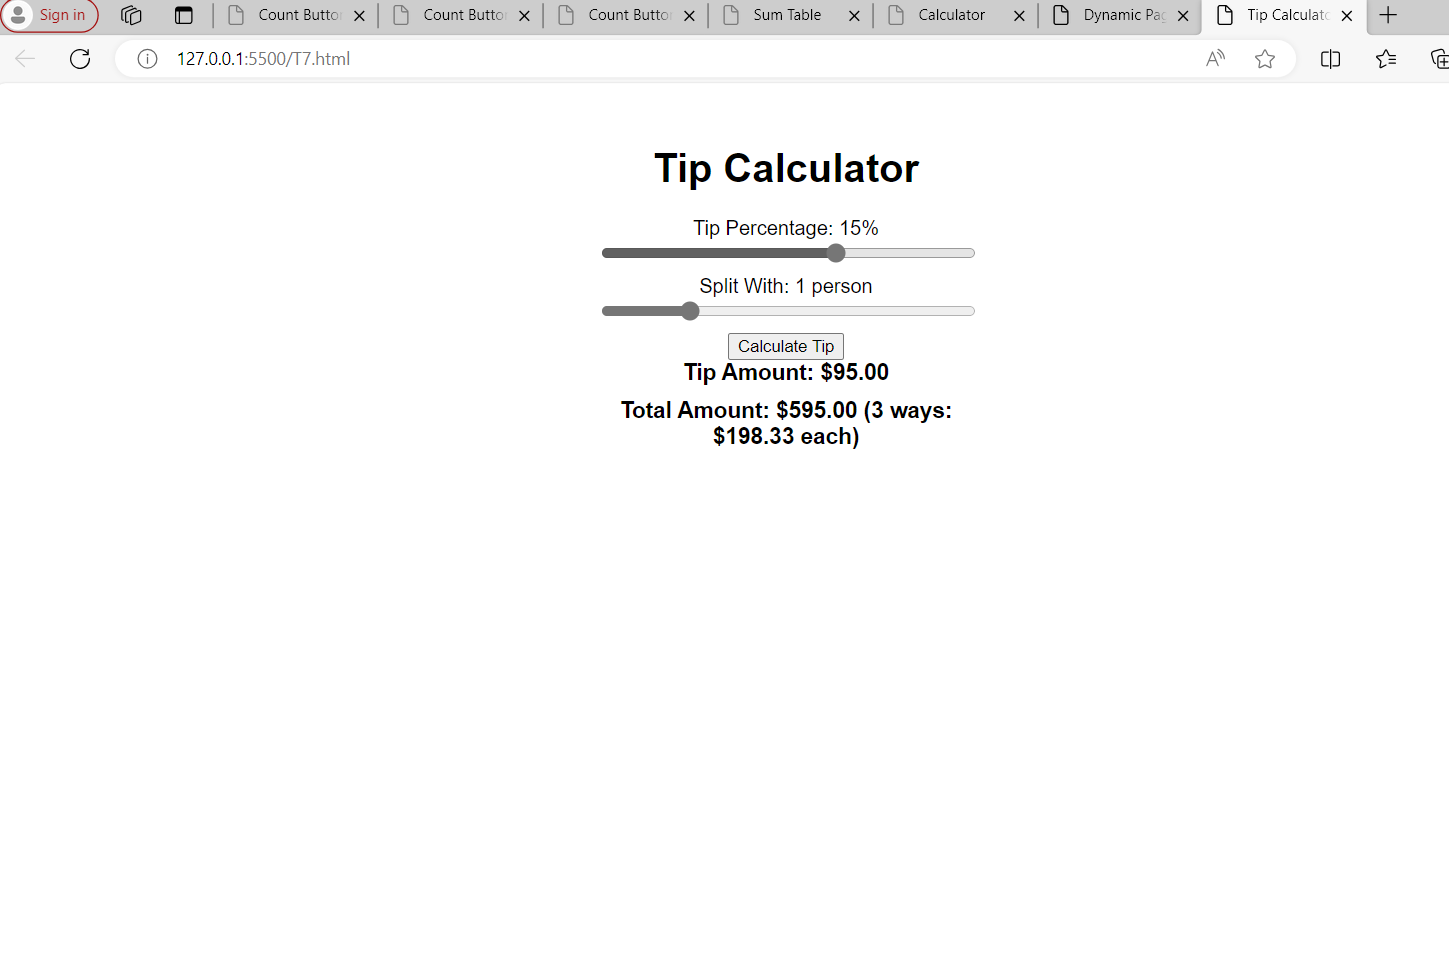 Sign in
Count Butto
Count Butto
Count Butto
Sum Table
Calculator
Dynamic Pag
Tip Calculato
127.0.0.1:5500/T7.html
Tip Calculator
Tip Percentage: 15%
Split With: 1 person
Calculate Tip
Tip Amount: $95.00
Total Amount: $595.00 (3 ways:
$198.33 each)